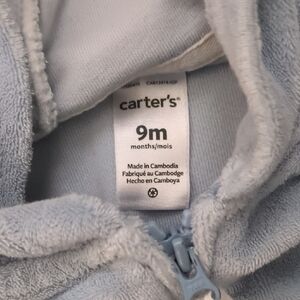 carter's®
9m
months/mois
Made in Cambodia
Fabriqué au Cambodge
Hecho en Camboya